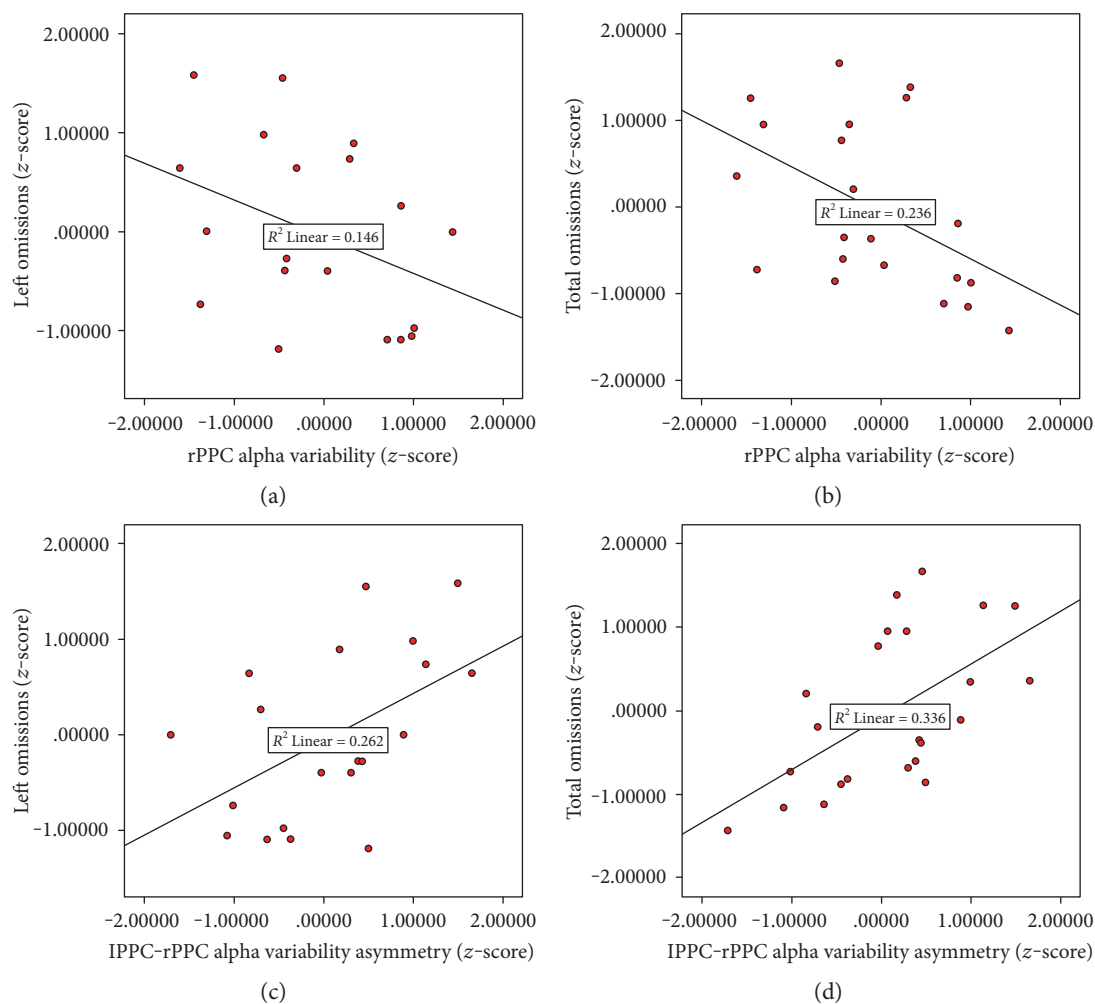 2.00000
1.00000
.00000
−1.00000
Left omissions (z−score)
R² Linear = 0.146
−2.00000 −1.00000 .00000 1.00000 2.00000
rPPC alpha variability (z−score)
(a)
2.00000
1.00000
.00000
−1.00000
−2.00000
Total omissions (z−score)
R² Linear = 0.236
−2.00000 −1.00000 .00000 1.00000 2.00000
rPPC alpha variability (z−score)
(b)
2.00000
1.00000
.00000
−1.00000
Left omissions (z−score)
R² Linear = 0.262
−2.00000 −1.00000 .00000 1.00000 2.00000
lPPC−rPPC alpha variability asymmetry (z−score)
(c)
2.00000
1.00000
.00000
−1.00000
−2.00000
Total omissions (z−score)
R² Linear = 0.336
−2.00000 −1.00000 .00000 1.00000 2.00000
lPPC−rPPC alpha variability asymmetry (z−score)
(d)